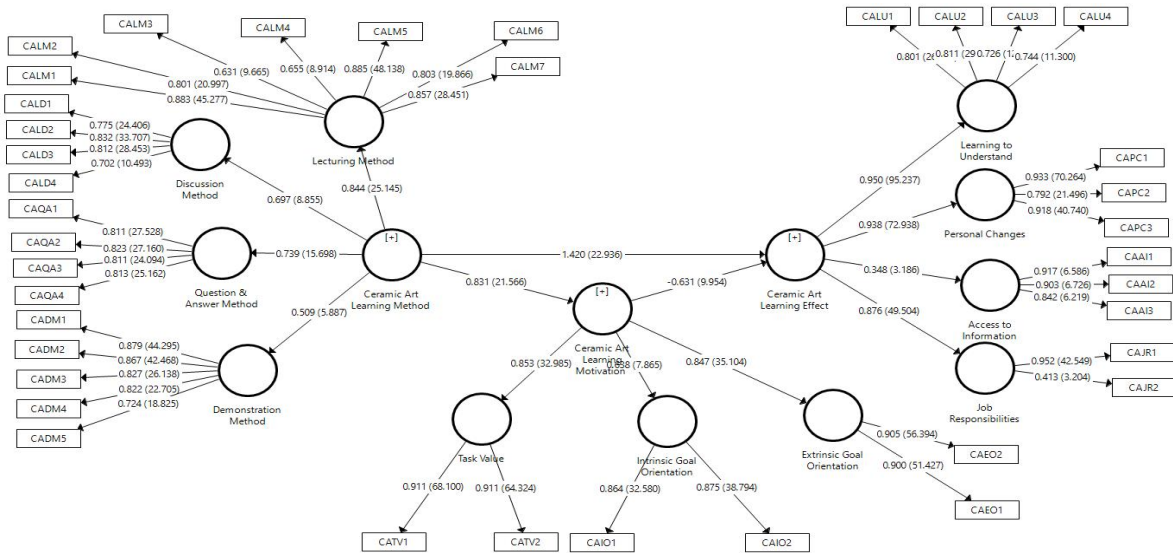 CALM3
CALM4
CALM5
CALM6
CALM2
CALM7
CALM1
0.631 (9.665)
0.655 (8.914)
0.885 (48.138)
0.803 (19.866)
0.857 (28.451)
0.801 (20.997)
0.883 (45.277)
Lecturing Method
CALD1
CALD2
CALD3
CALD4
0.775 (24.406)
0.832 (33.707)
0.812 (28.453)
0.702 (10.493)
Discussion
Method
0.844 (25.145)
0.697 (8.855)
CAQA1
CAQA2
CAQA3
CAQA4
0.811 (27.528)
0.823 (27.160)
0.811 (24.094)
0.813 (25.162)
Question &
Answer Method
0.739 (15.698)
[+]
Ceramic Art
Learning Method
0.509 (5.887)
CADM1
CADM2
CADM3
CADM4
CADM5
0.879 (44.295)
0.867 (42.468)
0.827 (26.138)
0.822 (22.705)
0.724 (18.825)
Demonstration
Method
1.420 (22.936)
0.831 (21.566)
-0.631 (9.954)
[+]
Ceramic Art
Learning
Motivation
0.853 (32.985)
(7.865)
0.847 (35.104)
Task Value
0.911 (68.100)
0.911 (64.324)
CATV1
CATV2
Intrinsic Goal
Orientation
0.864 (32.580)
0.875 (38.794)
CAIO1
CAIO2
Extrinsic Goal
Orientation
0.905 (56.394)
0.900 (51.427)
CAEO2
CAEO1
[+]
Ceramic Art
Learning Effect
CALU1
CALU2
CALU3
CALU4
0.801
0.811
0.726
0.744 (11.300)
Learning to
Understand
0.950 (95.237)
0.938 (72.938)
0.348 (3.186)
0.876 (49.504)
CAPC1
CAPC2
CAPC3
0.933 (70.264)
0.792 (21.496)
0.918 (40.740)
Personal Changes
CAAI1
CAAI2
CAAI3
0.917 (6.586)
0.903 (6.726)
0.842 (6.219)
Access to
Information
CAJR1
CAJR2
0.952 (42.549)
0.413 (3.204)
Job
Responsibilities